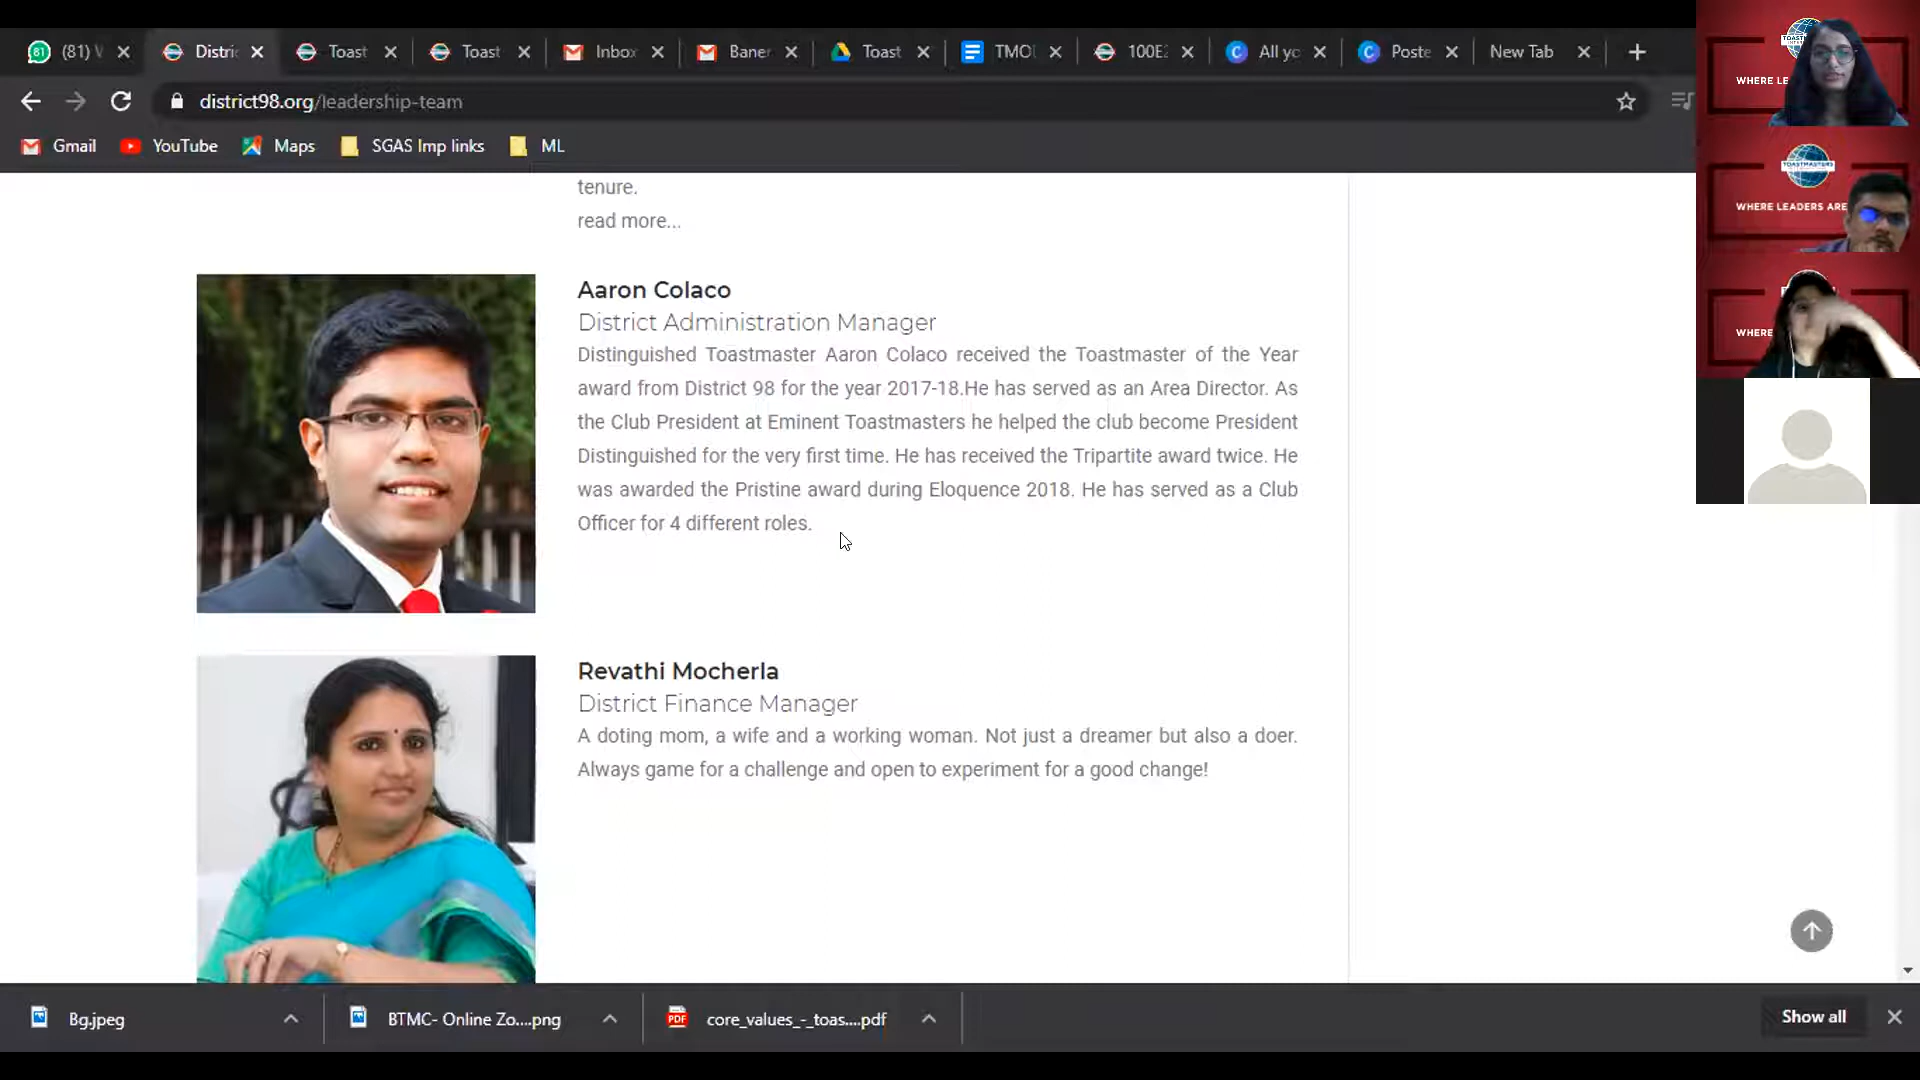 (81) V
Distric
Toast
Toast
Inbox
Baner
Toast
TMO
100E2
All yo
Poste
New Tab
district98.org/leadership-team
Gmail
YouTube
Maps
SGAS Imp links
ML
tenure.
read more...
Aaron Colaco
District Administration Manager
Distinguished Toastmaster Aaron Colaco received the Toastmaster of the Year
award from District 98 for the year 2017-18.He has served as an Area Director. As
the Club President at Eminent Toastmasters he helped the club become President
Distinguished for the very first time. He has received the Tripartite award twice. He
was awarded the Pristine award during Eloquence 2018. He has served as a Club
Officer for 4 different roles.
Revathi Mocherla
District Finance Manager
A doting mom, a wife and a working woman. Not just a dreamer but also a doer.
Always game for a challenge and open to experiment for a good change!
WHERE LE
TOASTMASTERS
WHERE LEADERS ARE
WHERE
Bg.jpeg
BTMC- Online Zo....png
PDF
core_values_-_toas....pdf
Show all